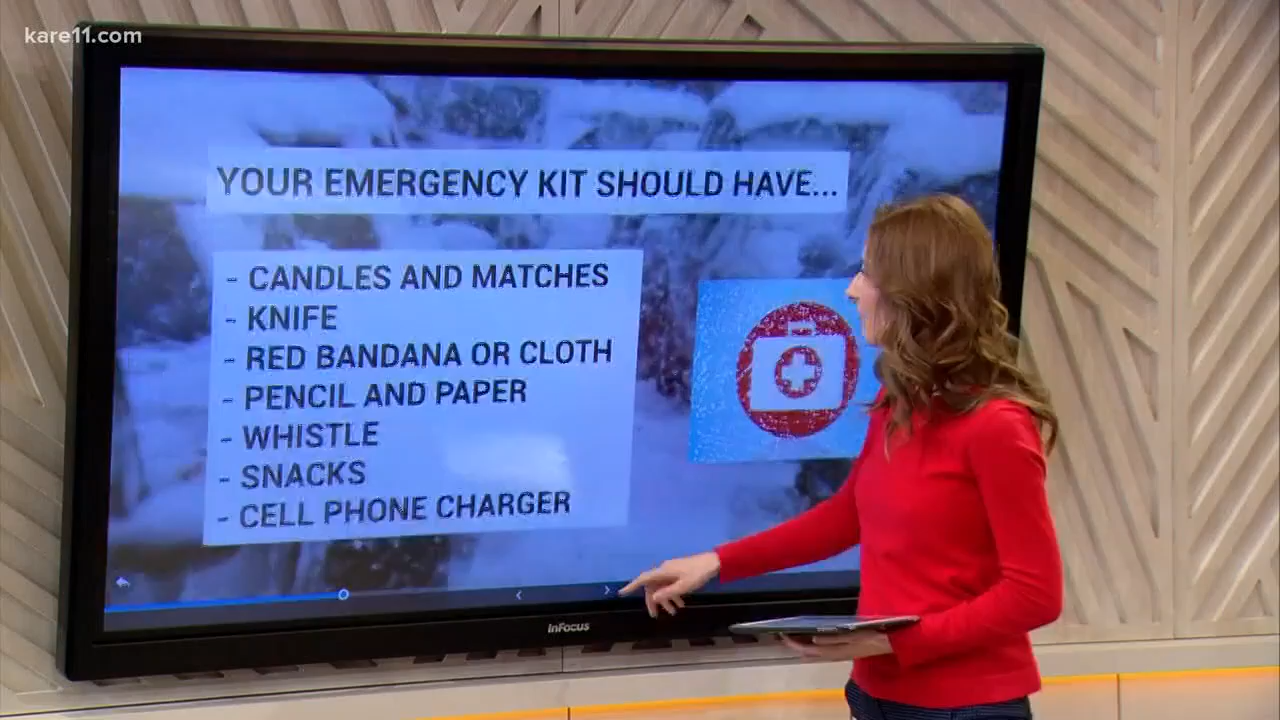 kare11.com
YOUR EMERGENCY KIT SHOULD HAVE...
- CANDLES AND MATCHES
- KNIFE
- RED BANDANA OR CLOTH
- PENCIL AND PAPER
- WHISTLE
- SNACKS
- CELL PHONE CHARGER
InFocus